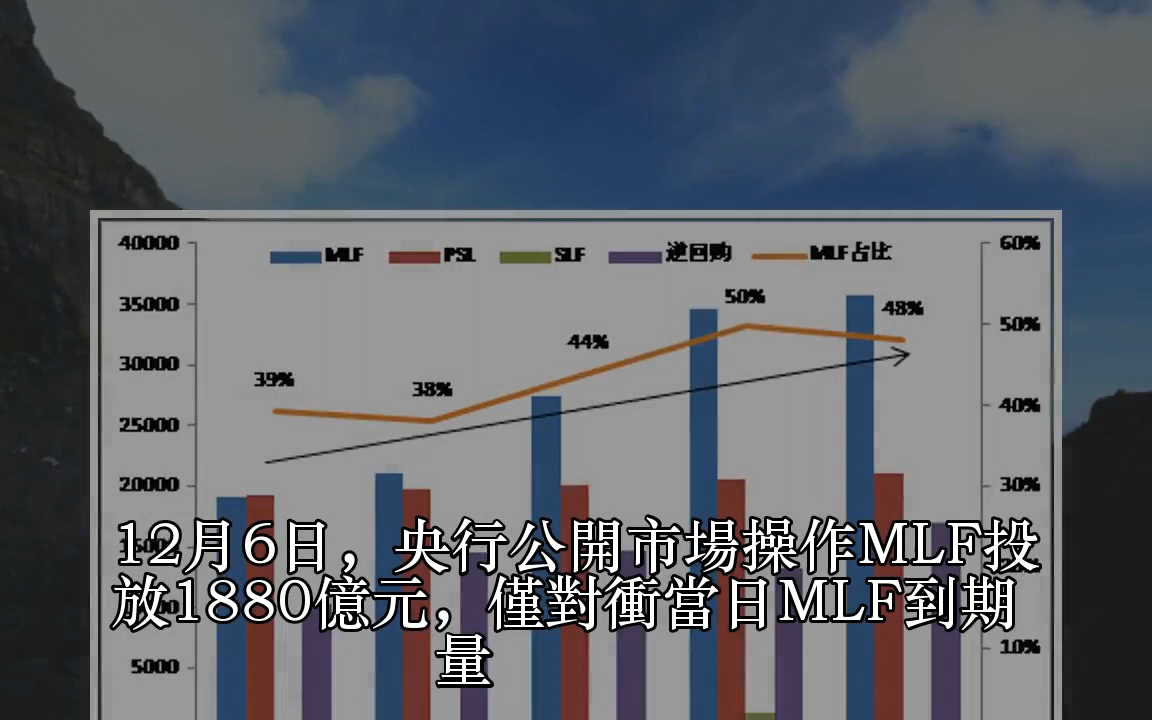 40000
MLF
PSL
SLF
逆回购
MLF占比
60%
35000
50%
48%
50%
44%
30000
39%
38%
40%
25000
20000
30%
12月6日，央行公開市場操作MLF投
放1880億元，僅對衝當日MLF到期
量
5000
10%